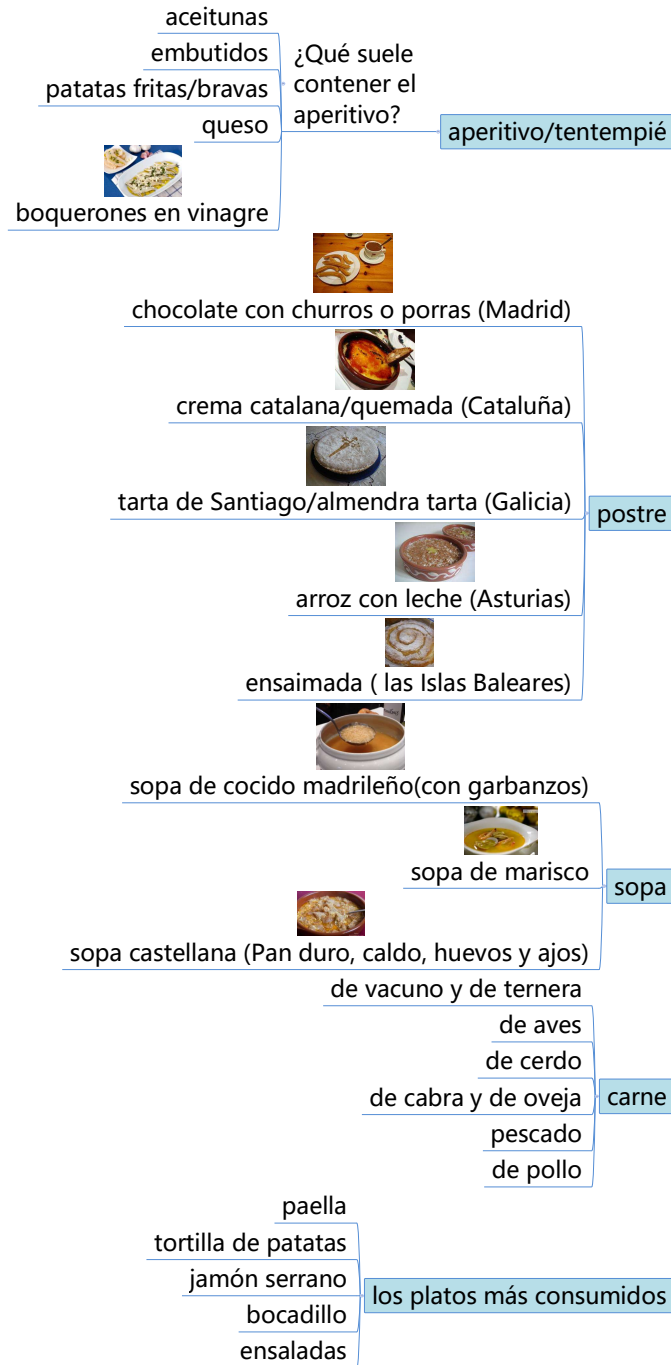 aceitunas
embutidos
patatas fritas/bravas
queso
boquerones en vinagre
¿Qué suele
contener el
aperitivo?
aperitivo/tentempié
chocolate con churros o porras (Madrid)
crema catalana/quemada (Cataluña)
tarta de Santiago/almendra tarta (Galicia)
arroz con leche (Asturias)
ensaimada ( las Islas Baleares)
postre
sopa de cocido madrileño(con garbanzos)
sopa de marisco
sopa castellana (Pan duro, caldo, huevos y ajos)
sopa
de vacuno y de ternera
de aves
de cerdo
de cabra y de oveja
pescado
de pollo
carne
paella
tortilla de patatas
jamón serrano
bocadillo
ensaladas
los platos más consumidos